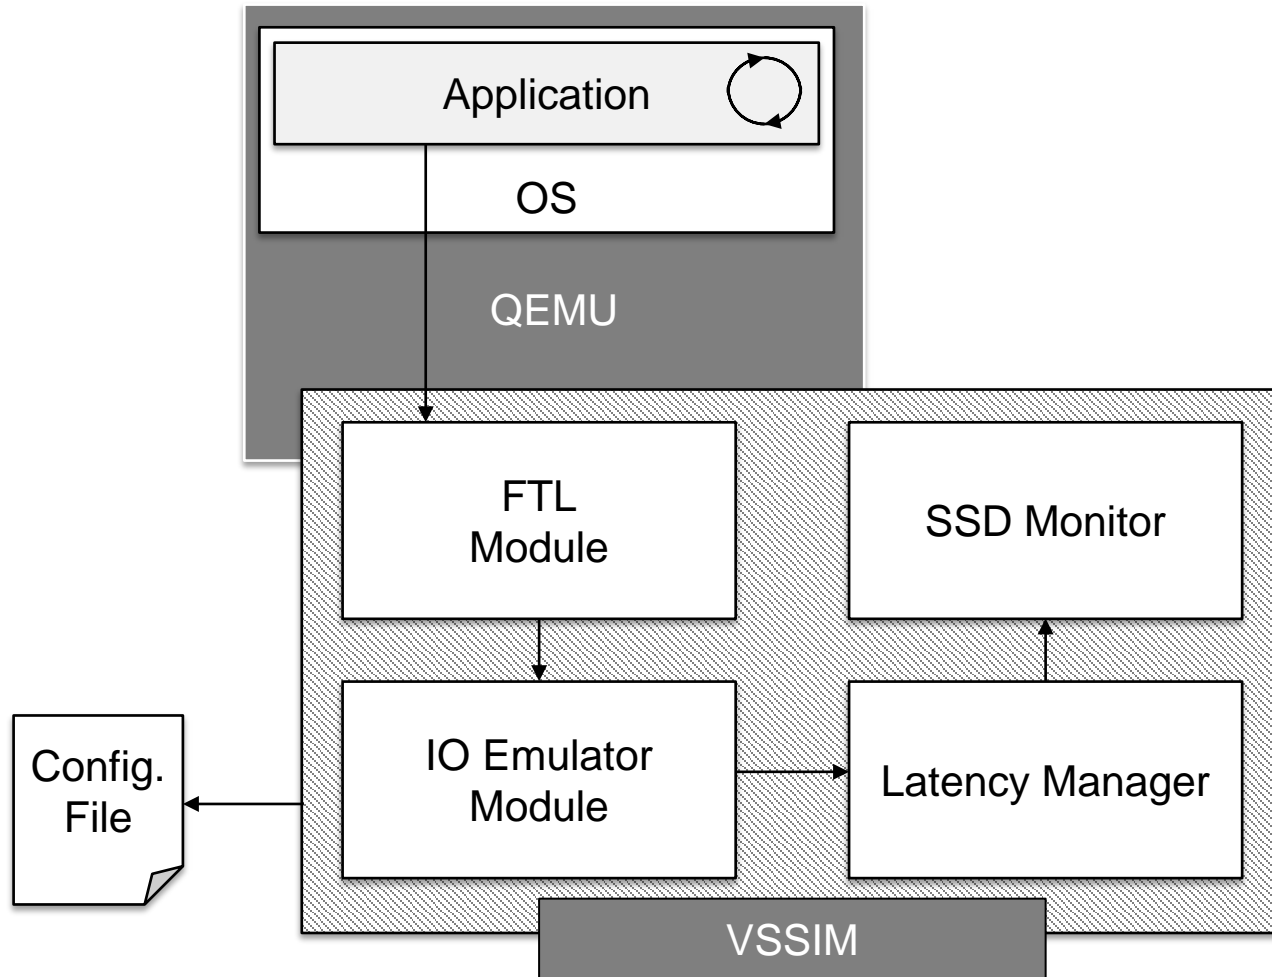 Application
OS
QEMU
FTL
Module
SSD Monitor
IO Emulator
Module
Latency Manager
Config.
File
VSSIM